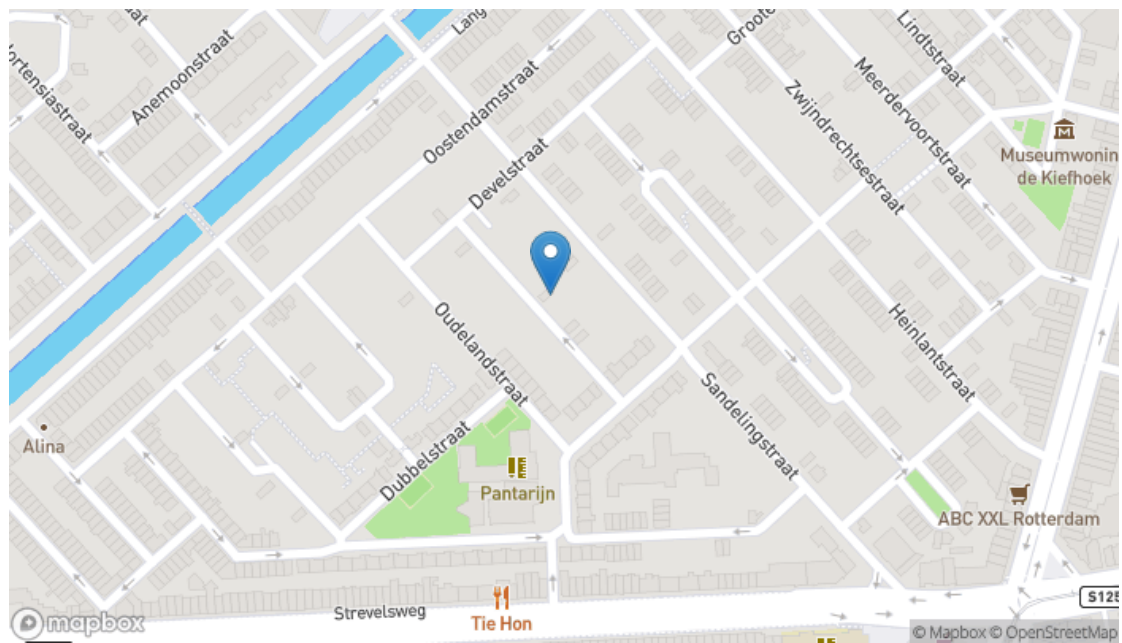 Lang
Groote
Lindtstraat
Anemoonstraat
Hortensiastraat
Oostendamstraat
Meerdervoortstraat
Zwijndrechtsestraat
Develstraat
Museumwonin
de Kiefhoek
Oudelandstraat
Heinlantstraat
Sandelingstraat
Alina
Dubbelstraat
Pantarijn
ABC XXL Rotterdam
S125
Strevelsweg
Tie Hon
mapbox
© Mapbox © OpenStreetMap